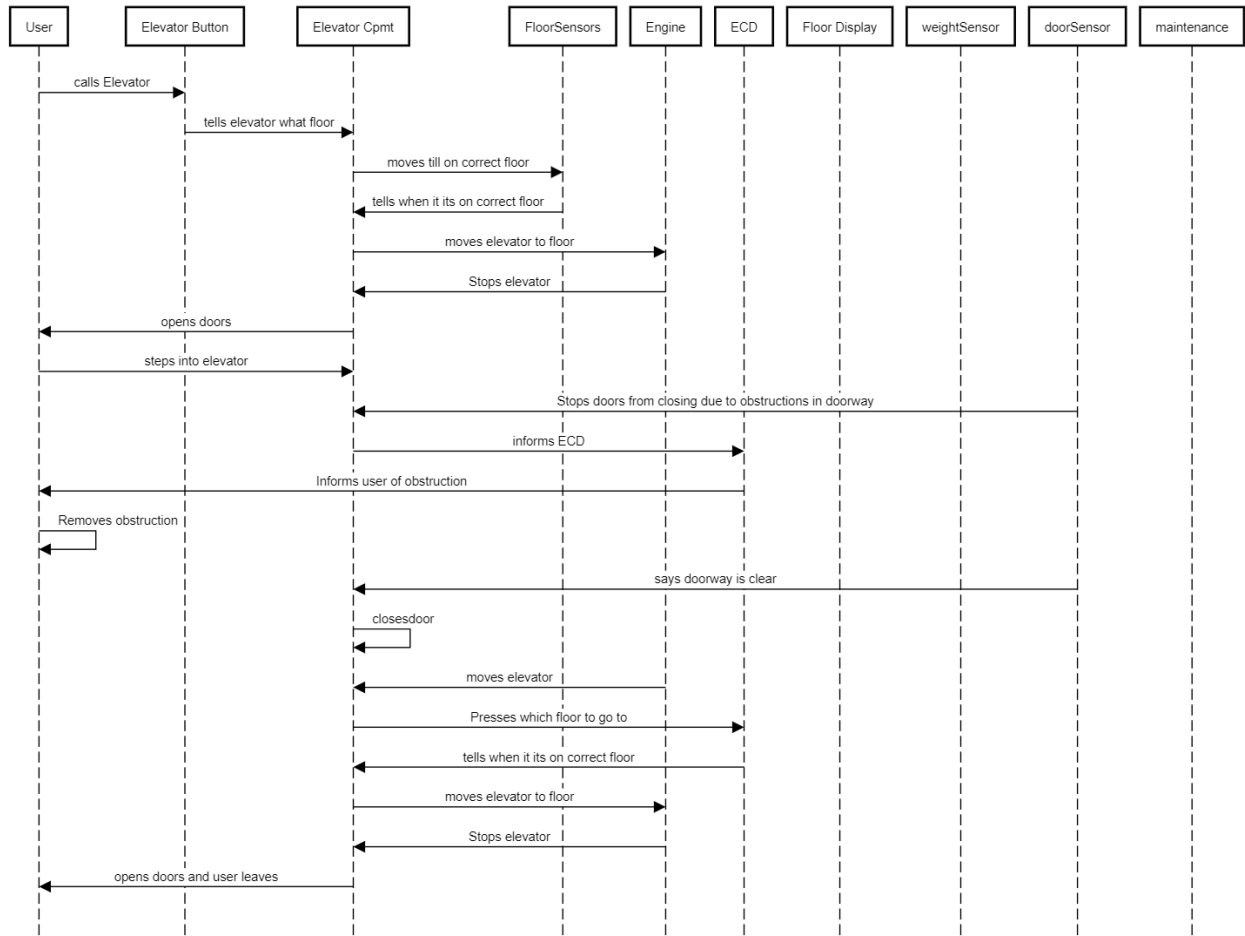 User
Elevator Button
Elevator Cpmt
FloorSensors
Engine
ECD
Floor Display
weightSensor
doorSensor
maintenance
calls Elevator
tells elevator what floor
moves till on correct floor
tells when it its on correct floor
moves elevator to floor
Stops elevator
opens doors
steps into elevator
Stops doors from closing due to obstructions in doorway
informs ECD
Informs user of obstruction
Removes obstruction
says doorway is clear
closesdoor
moves elevator
Presses which floor to go to
tells when it its on correct floor
moves elevator to floor
Stops elevator
opens doors and user leaves